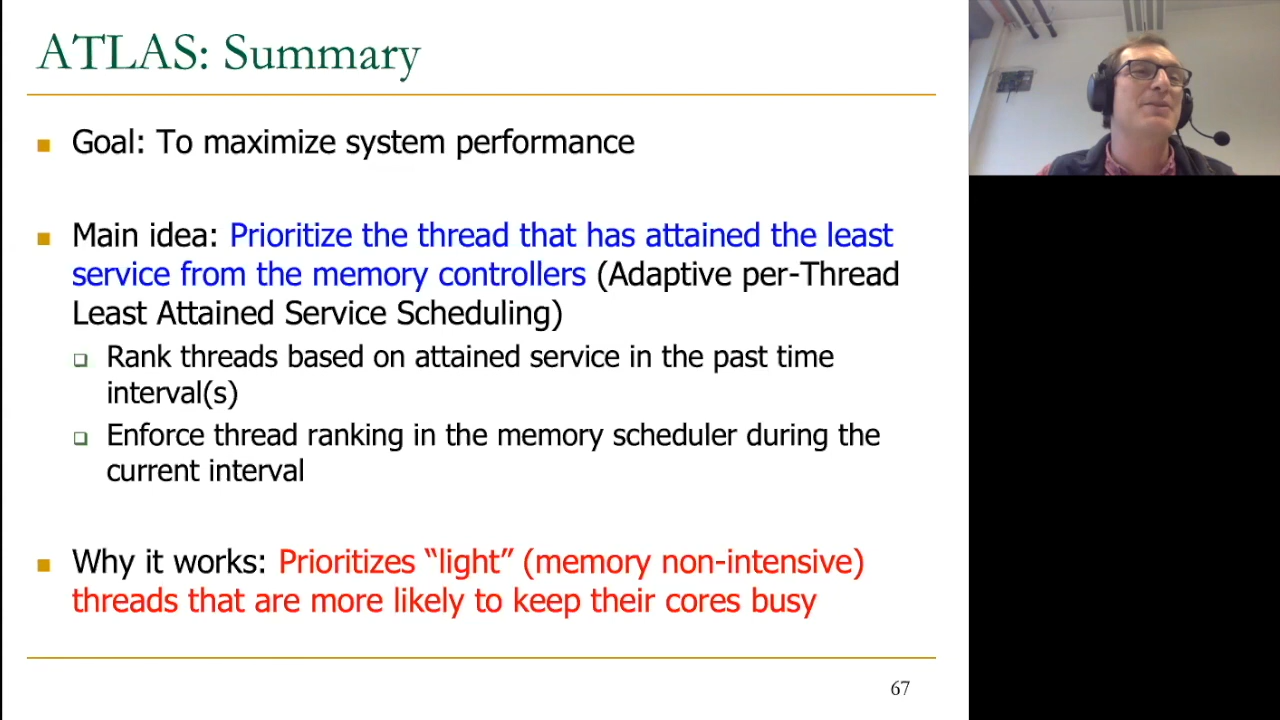 ATLAS: Summary
Goal: To maximize system performance
Main idea: Prioritize the thread that has attained the least
service from the memory controllers (Adaptive per-Thread
Least Attained Service Scheduling)
Rank threads based on attained service in the past time
interval(s)
Enforce thread ranking in the memory scheduler during the
current interval
Why it works: Prioritizes “light” (memory non-intensive)
threads that are more likely to keep their cores busy
67